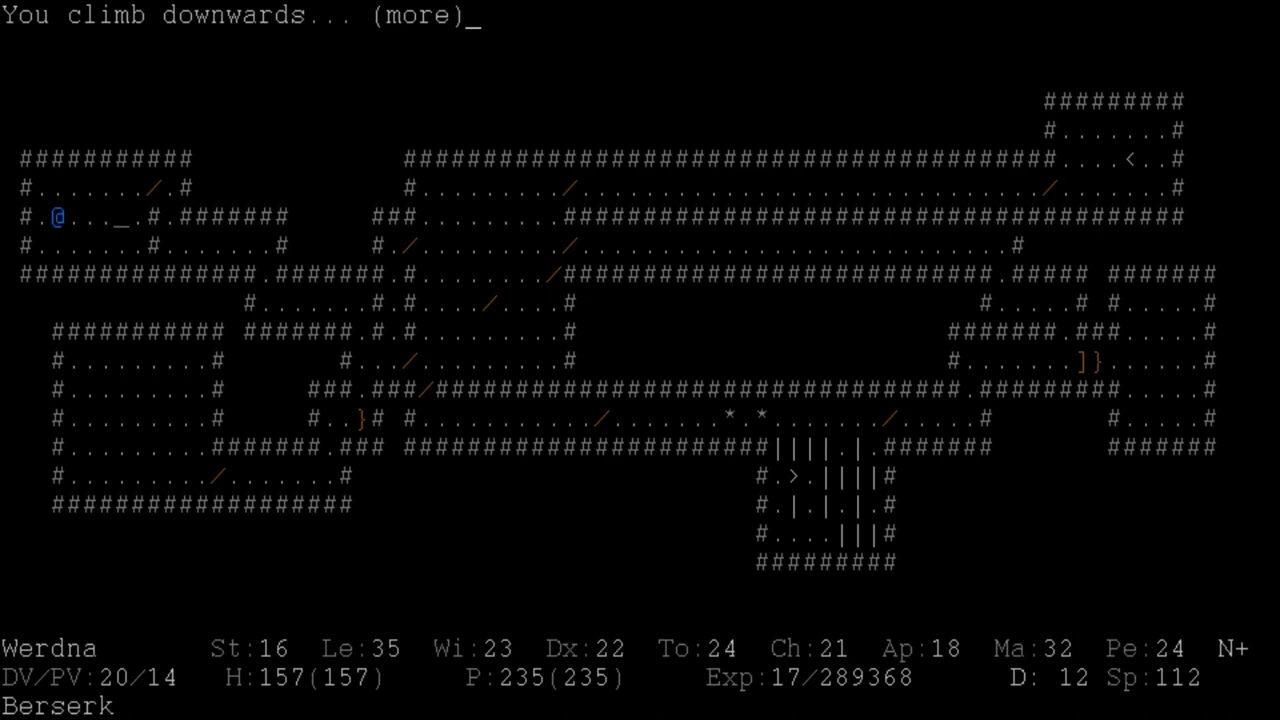 You climb downwards... (more)_
#########
#.......#
########### #########################################....<..#
#......./.# #........./............................./.......#
#.@..._.#.####### ###.........#######################################
#.......#.......# #./........./...........................#
###############.#######.#......../############################.##### #######
#.......#.#..../....# #.....# #.....#
########### #######.#.#.........# #######.###......#
#.........# #.../.........# #.......]}......#
#.........# ###.###/#################################.#########.....#
#.........# #..}# #.........../.......*.*......./.....# #.....#
#.........#######.### #######################||||.|.####### #######
#........./.......# #.>.||||#
################### #.|.|.|.#
#....|||#
#########
Werdna St:16 Le:35 Wi:23 Dx:22 To:24 Ch:21 Ap:18 Ma:32 Pe:24 N+
DV/PV:20/14 H:157(157) P:235(235) Exp:17/289368 D: 12 Sp:112
Berserk